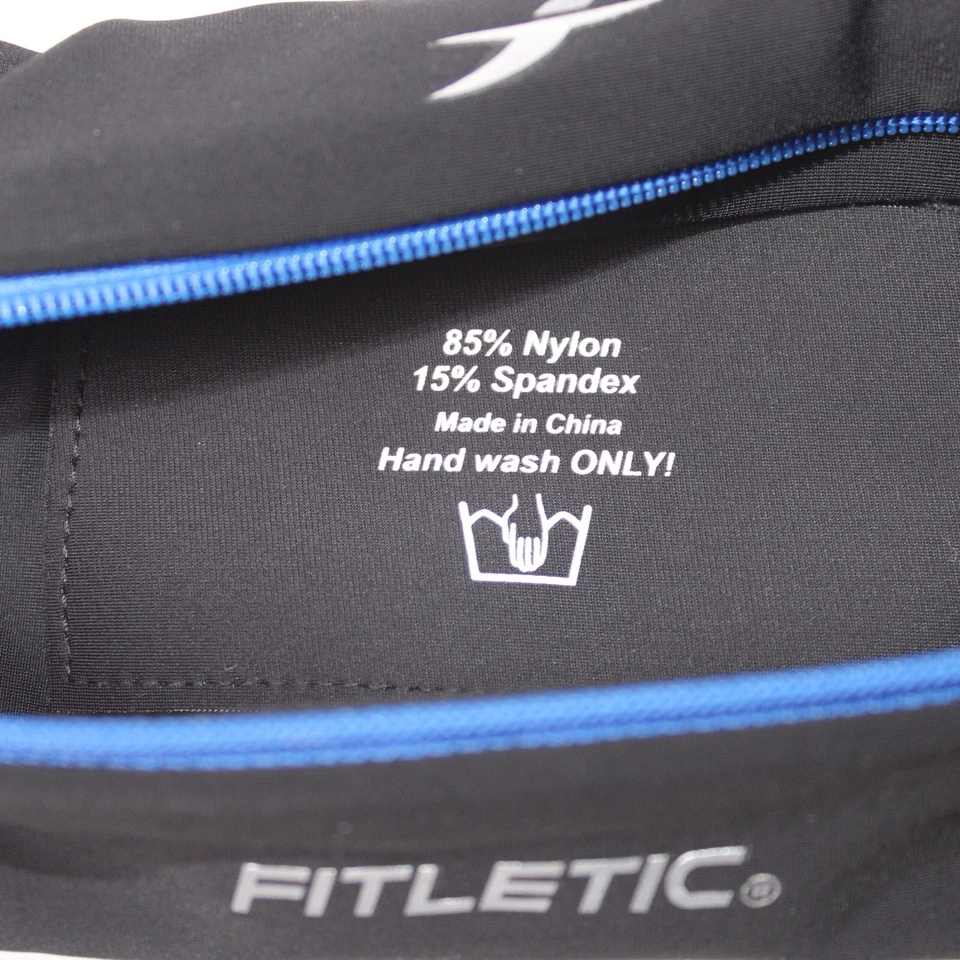 85% Nylon
15% Spandex
Made in China
Hand wash ONLY!
FITLETIC®